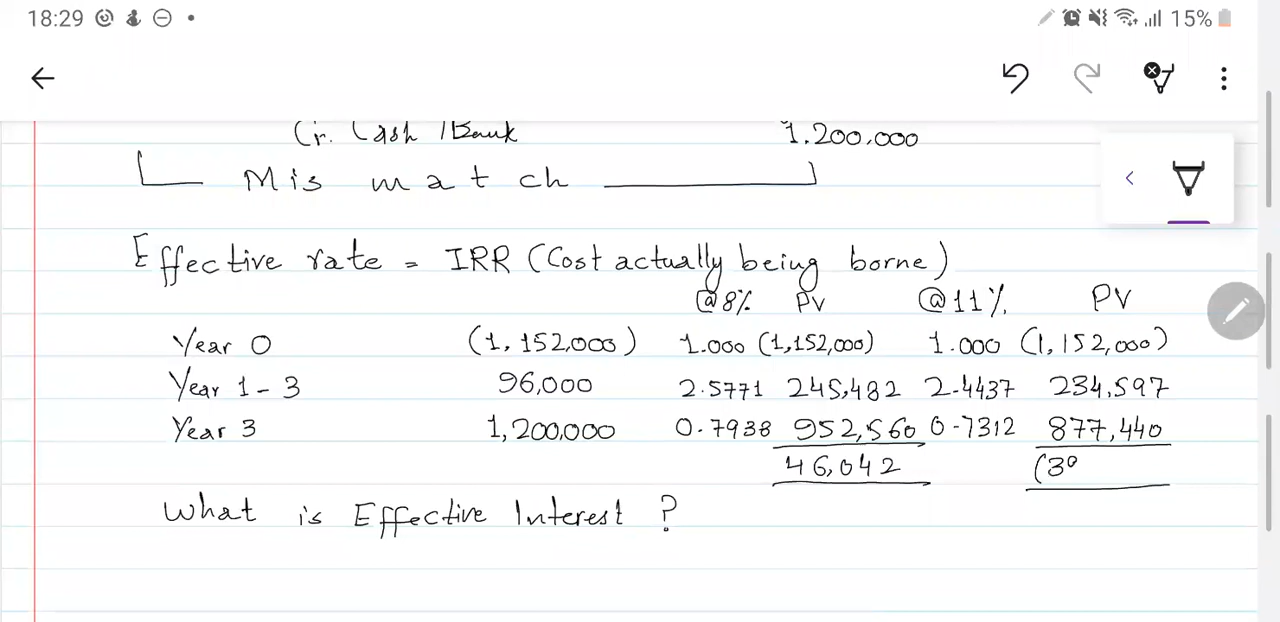 18:29 15%
Cr. Cash / Bank 1,200,000
Mis match
Effective rate = IRR (Cost actually being borne)
@8% PV @11% PV
Year 0 (1,152,000) 1.000 (1,152,000) 1.000 (1,152,000)
Year 1-3 96,000 2.5771 245,482 2.4437 234,597
Year 3 1,200,000 0.7938 952,560 0.7312 877,440
46,042 (39
What is Effective Interest ?